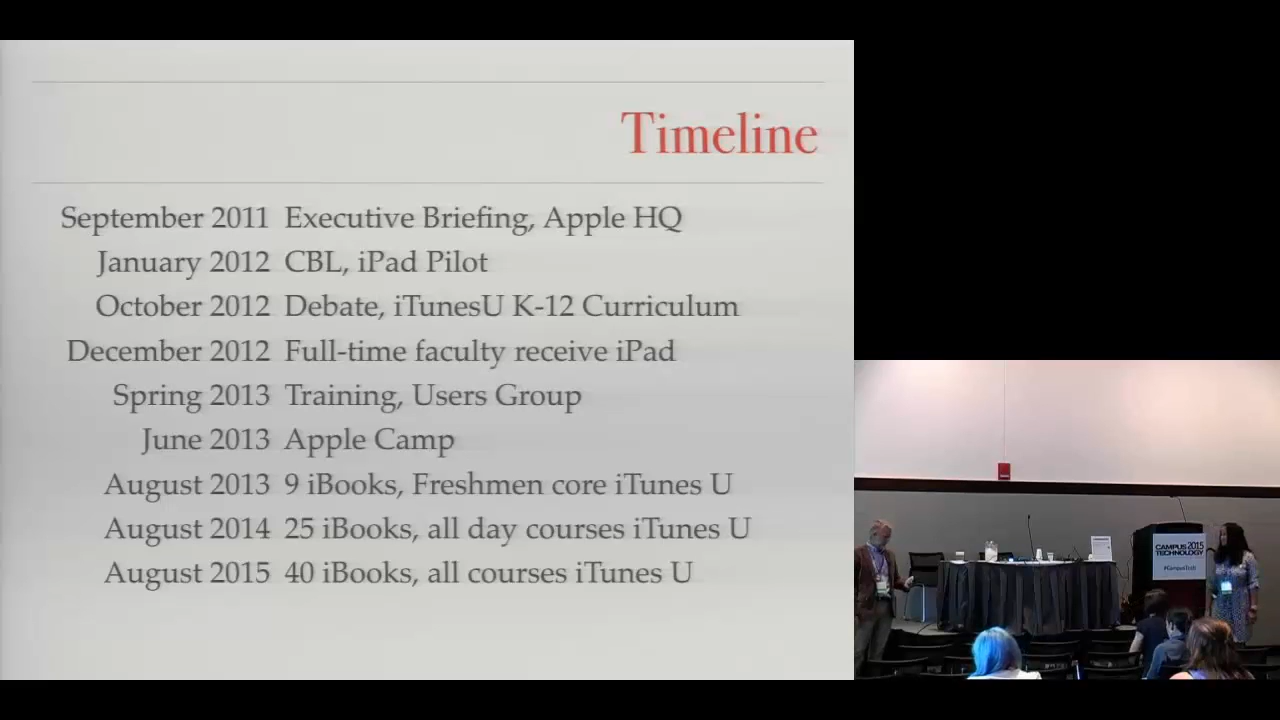 Timeline
September 2011 Executive Briefing, Apple HQ
January 2012 CBL, iPad Pilot
October 2012 Debate, iTunesU K-12 Curriculum
December 2012 Full-time faculty receive iPad
Spring 2013 Training, Users Group
June 2013 Apple Camp
August 2013 9 iBooks, Freshmen core iTunes U
August 2014 25 iBooks, all day courses iTunes U
August 2015 40 iBooks, all courses iTunes U
CAMPUS 2015
TECHNOLOGY
#CampusTech